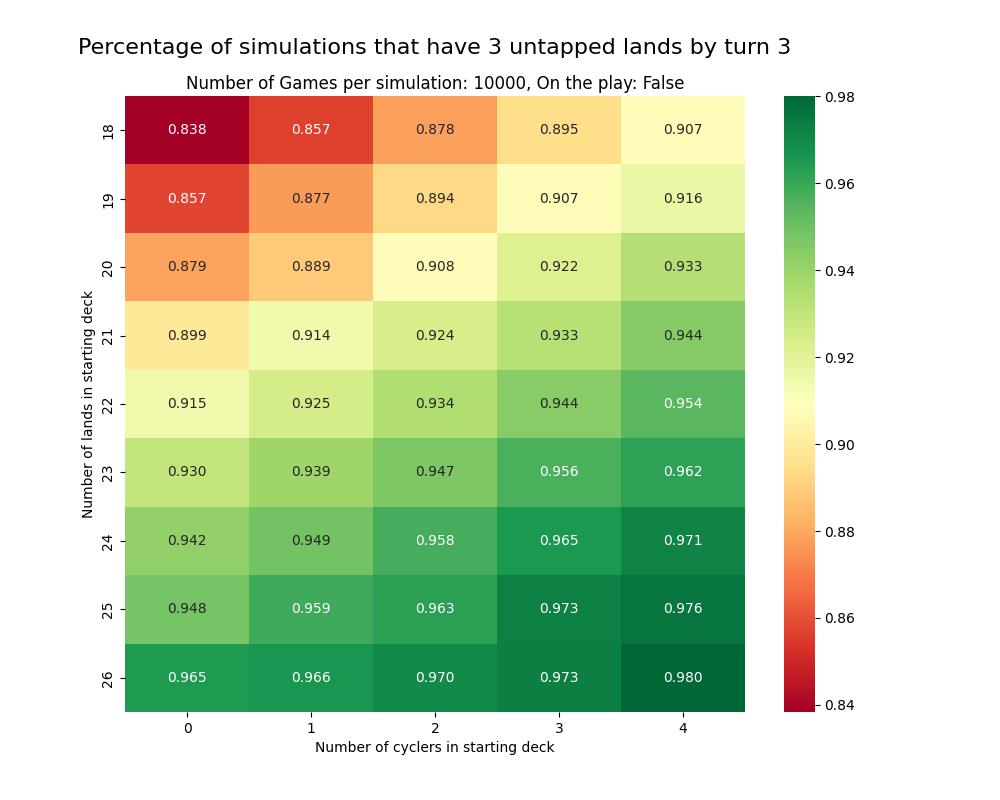 Percentage of simulations that have 3 untapped lands by turn 3
Number of Games per simulation: 10000, On the play: False
Number of lands in starting deck
18 0.838 0.857 0.878 0.895 0.907
19 0.857 0.877 0.894 0.907 0.916
20 0.879 0.889 0.908 0.922 0.933
21 0.899 0.914 0.924 0.933 0.944
22 0.915 0.925 0.934 0.944 0.954
23 0.930 0.939 0.947 0.956 0.962
24 0.942 0.949 0.958 0.965 0.971
25 0.948 0.959 0.963 0.973 0.976
26 0.965 0.966 0.970 0.973 0.980
0 1 2 3 4
Number of cyclers in starting deck
0.98
0.96
0.94
0.92
0.90
0.88
0.86
0.84